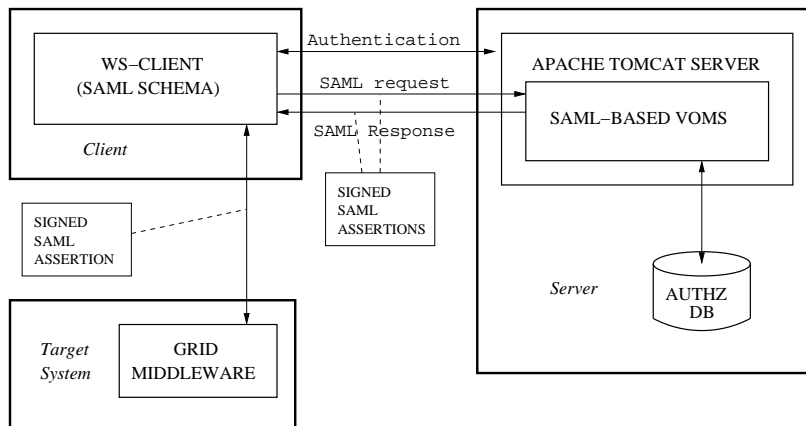 WS–CLIENT
(SAML SCHEMA)
Client
Authentication
SAML request
SAML Response
SIGNED
SAML
ASSERTIONS
APACHE TOMCAT SERVER
SAML–BASED VOMS
Server
AUTHZ
DB
SIGNED
SAML
ASSERTION
Target
System
GRID
MIDDLEWARE